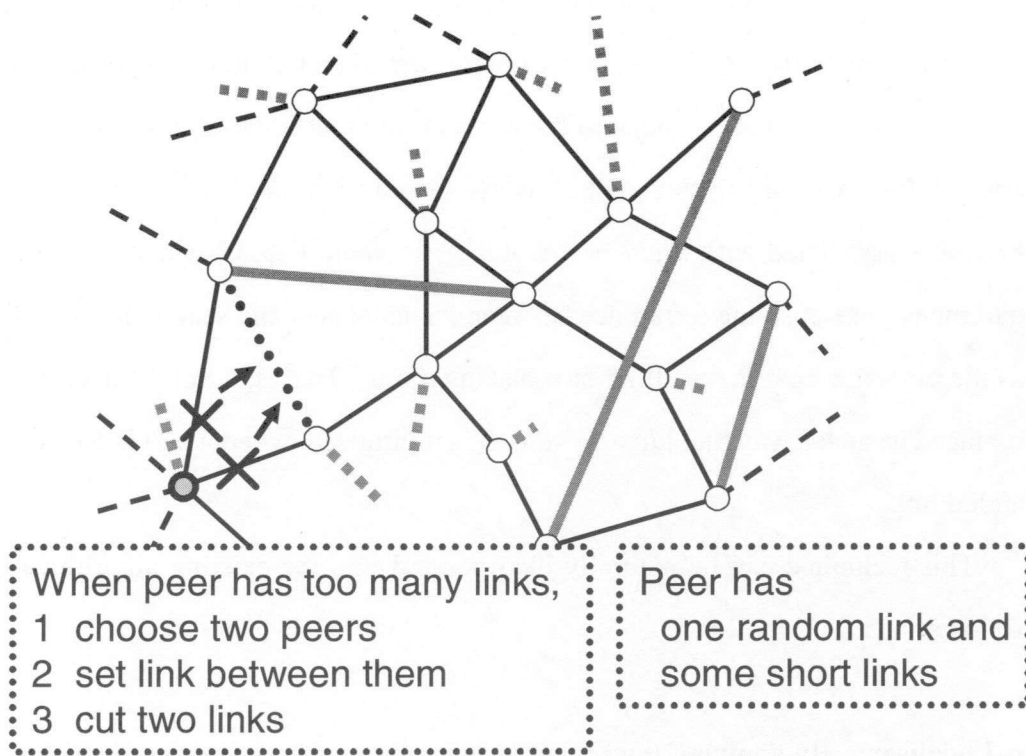 When peer has too many links,
1 choose two peers
2 set link between them
3 cut two links
Peer has
one random link and
some short links